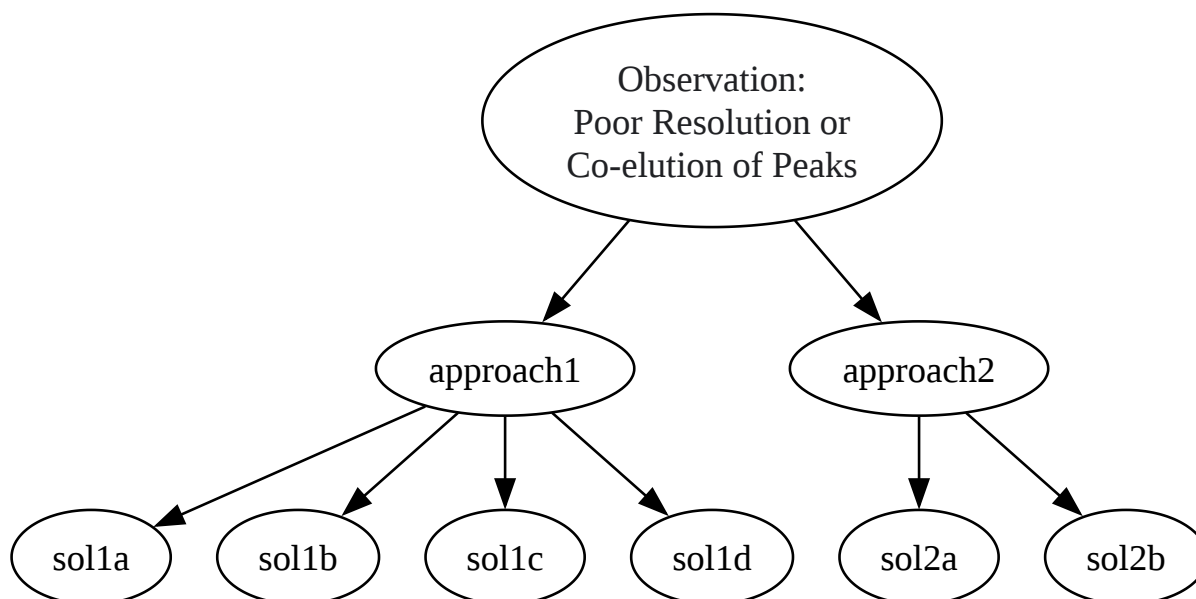 Observation:
Poor Resolution or
Co-elution of Peaks
approach1
approach2
sol1a
sol1b
sol1c
sol1d
sol2a
sol2b